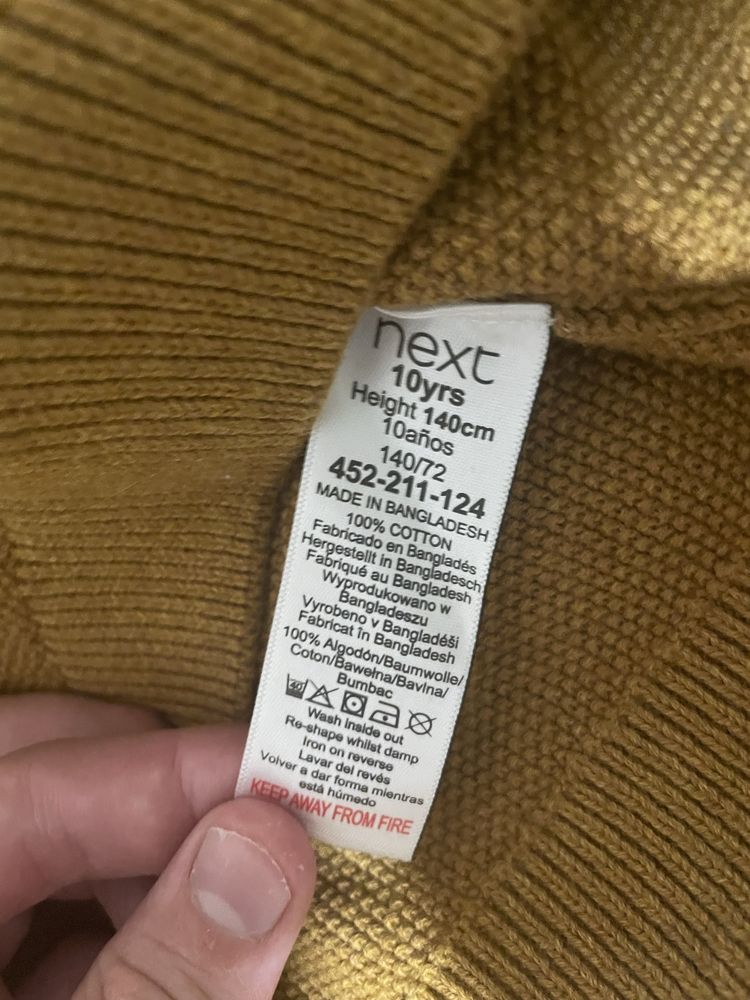 next
10yrs
Height 140cm
10años
140/72
452-211-124
MADE IN BANGLADESH
100% COTTON
Fabricado en Bangladés
Hergestellt in Bangladesch
Fabriqué au Bangladesh
Wyprodukowano w
Bangladeszu
Vyrobeno v Bangladéši
Fabricat în Bangladesh
100% Algodón/Baumwolle/
Coton/Bawełna/Bavlna/
Bumbac
40
Wash inside out
Re-shape whilst damp
Iron on reverse
Lavar del revés
Volver a dar forma mientras
está húmedo
KEEP AWAY FROM FIRE